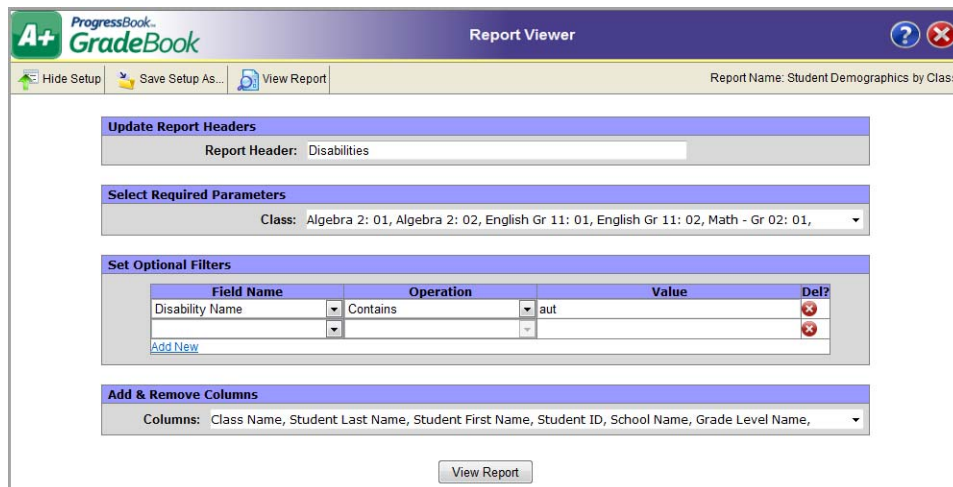 A+ ProgressBook™ GradeBook
Report Viewer
Hide Setup Save Setup As... View Report Report Name: Student Demographics by Clas
Update Report Headers
Report Header: Disabilities
Select Required Parameters
Class: Algebra 2: 01, Algebra 2: 02, English Gr 11: 01, English Gr 11: 02, Math - Gr 02: 01,
Set Optional Filters
Field Name Operation Value Del?
Disability Name Contains aut
Add New
Add & Remove Columns
Columns: Class Name, Student Last Name, Student First Name, Student ID, School Name, Grade Level Name,
View Report